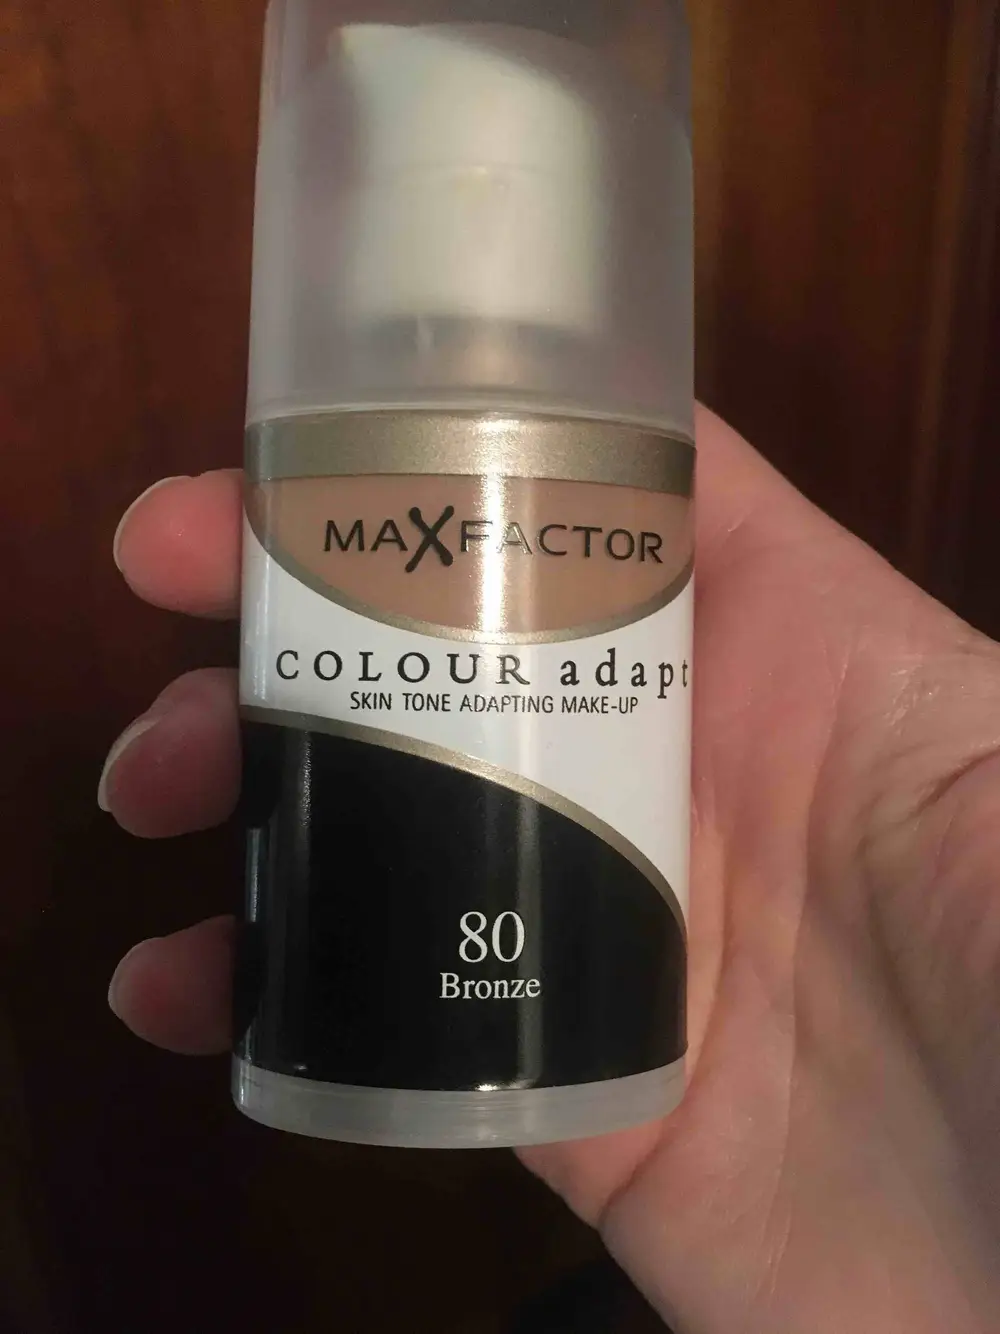 MAXFACTOR
COLOUR adapt
SKIN TONE ADAPTING MAKE-UP
80
Bronze